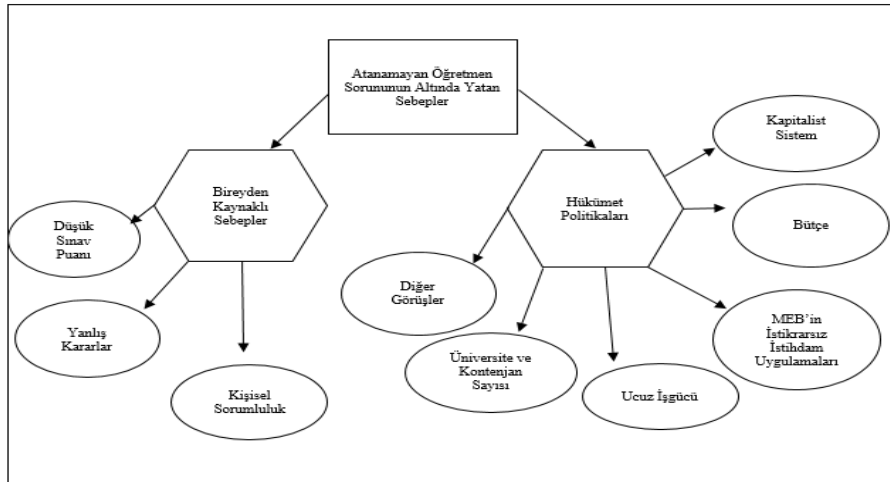 Atanamayan Öğretmen
Sorununun Altında Yatan
Sebepler
Bireyden
Kaynaklı
Sebepler
Hükümet
Politikaları
Kapitalist
Sistem
Bütçe
Düşük
Sınav
Puanı
Diğer
Görüşler
Yanlış
Kararlar
Üniversite ve
Kontenjan
Sayısı
MEB'in
İstikrarsız
İstihdam
Uygulamaları
Kişisel
Sorumluluk
Ucuz İşgücü